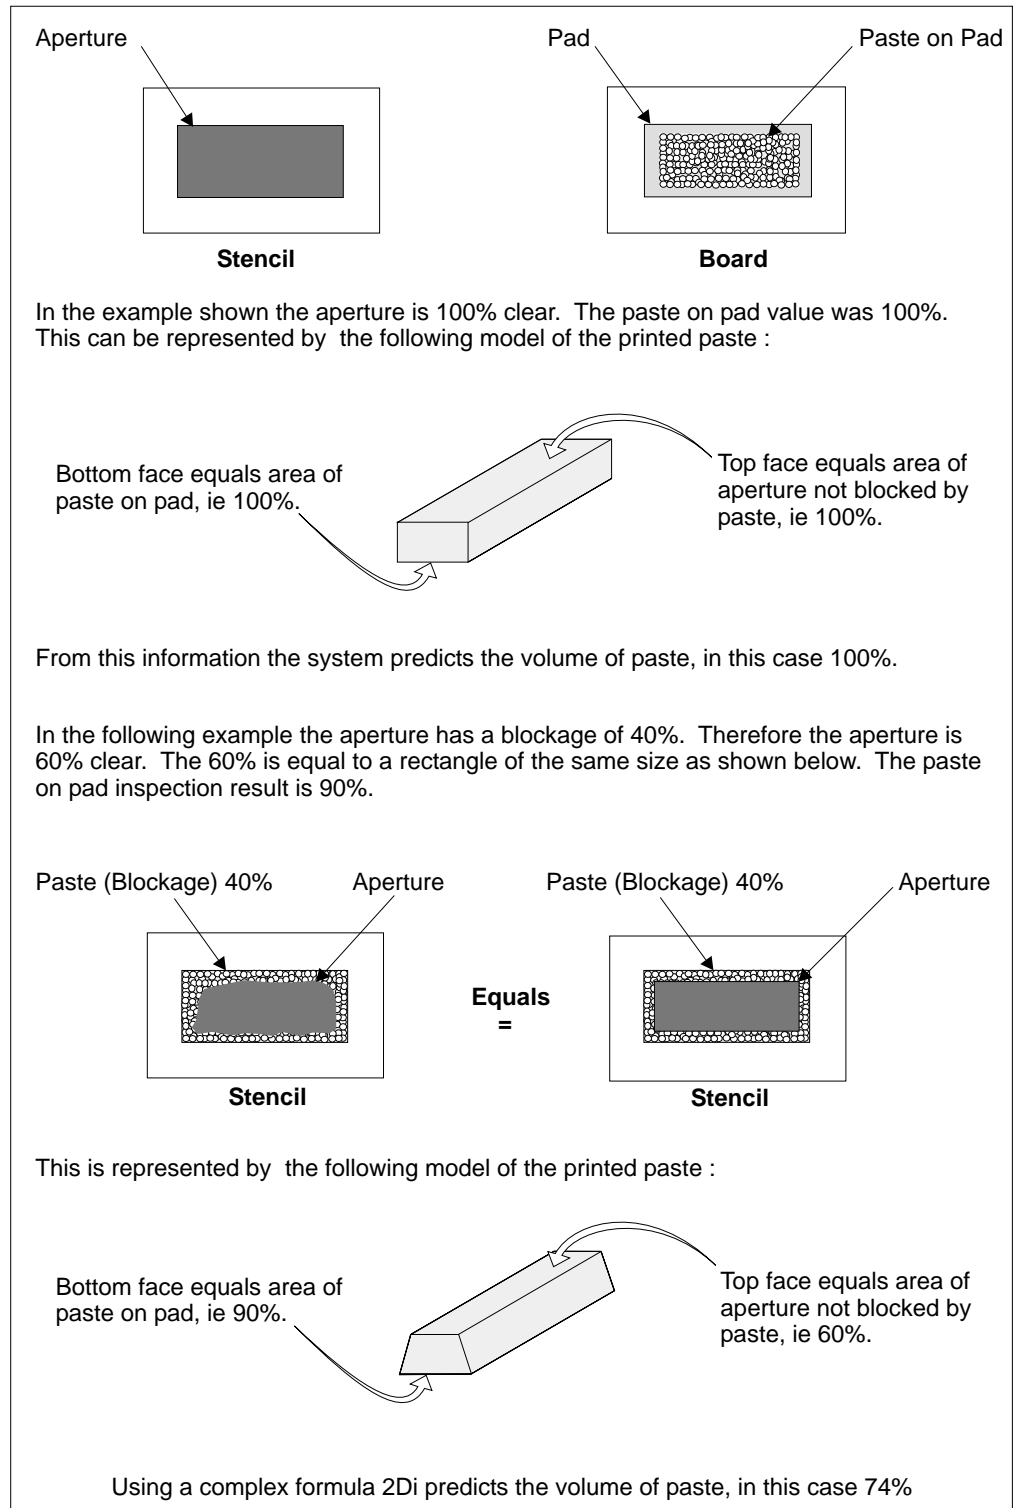 Aperture
Pad
Paste on Pad
Stencil
Board
In the example shown the aperture is 100% clear.  The paste on pad value was 100%.
This can be represented by  the following model of the printed paste :
Bottom face equals area of
paste on pad, ie 100%.
Top face equals area of
aperture not blocked by
paste, ie 100%.
From this information the system predicts the volume of paste, in this case 100%.
In the following example the aperture has a blockage of 40%.  Therefore the aperture is
60% clear.  The 60% is equal to a rectangle of the same size as shown below.  The paste
on pad inspection result is 90%.
Paste (Blockage) 40%
Aperture
Paste (Blockage) 40%
Aperture
Equals
=
Stencil
Stencil
This is represented by  the following model of the printed paste :
Bottom face equals area of
paste on pad, ie 90%.
Top face equals area of
aperture not blocked by
paste, ie 60%.
Using a complex formula 2Di predicts the volume of paste, in this case 74%